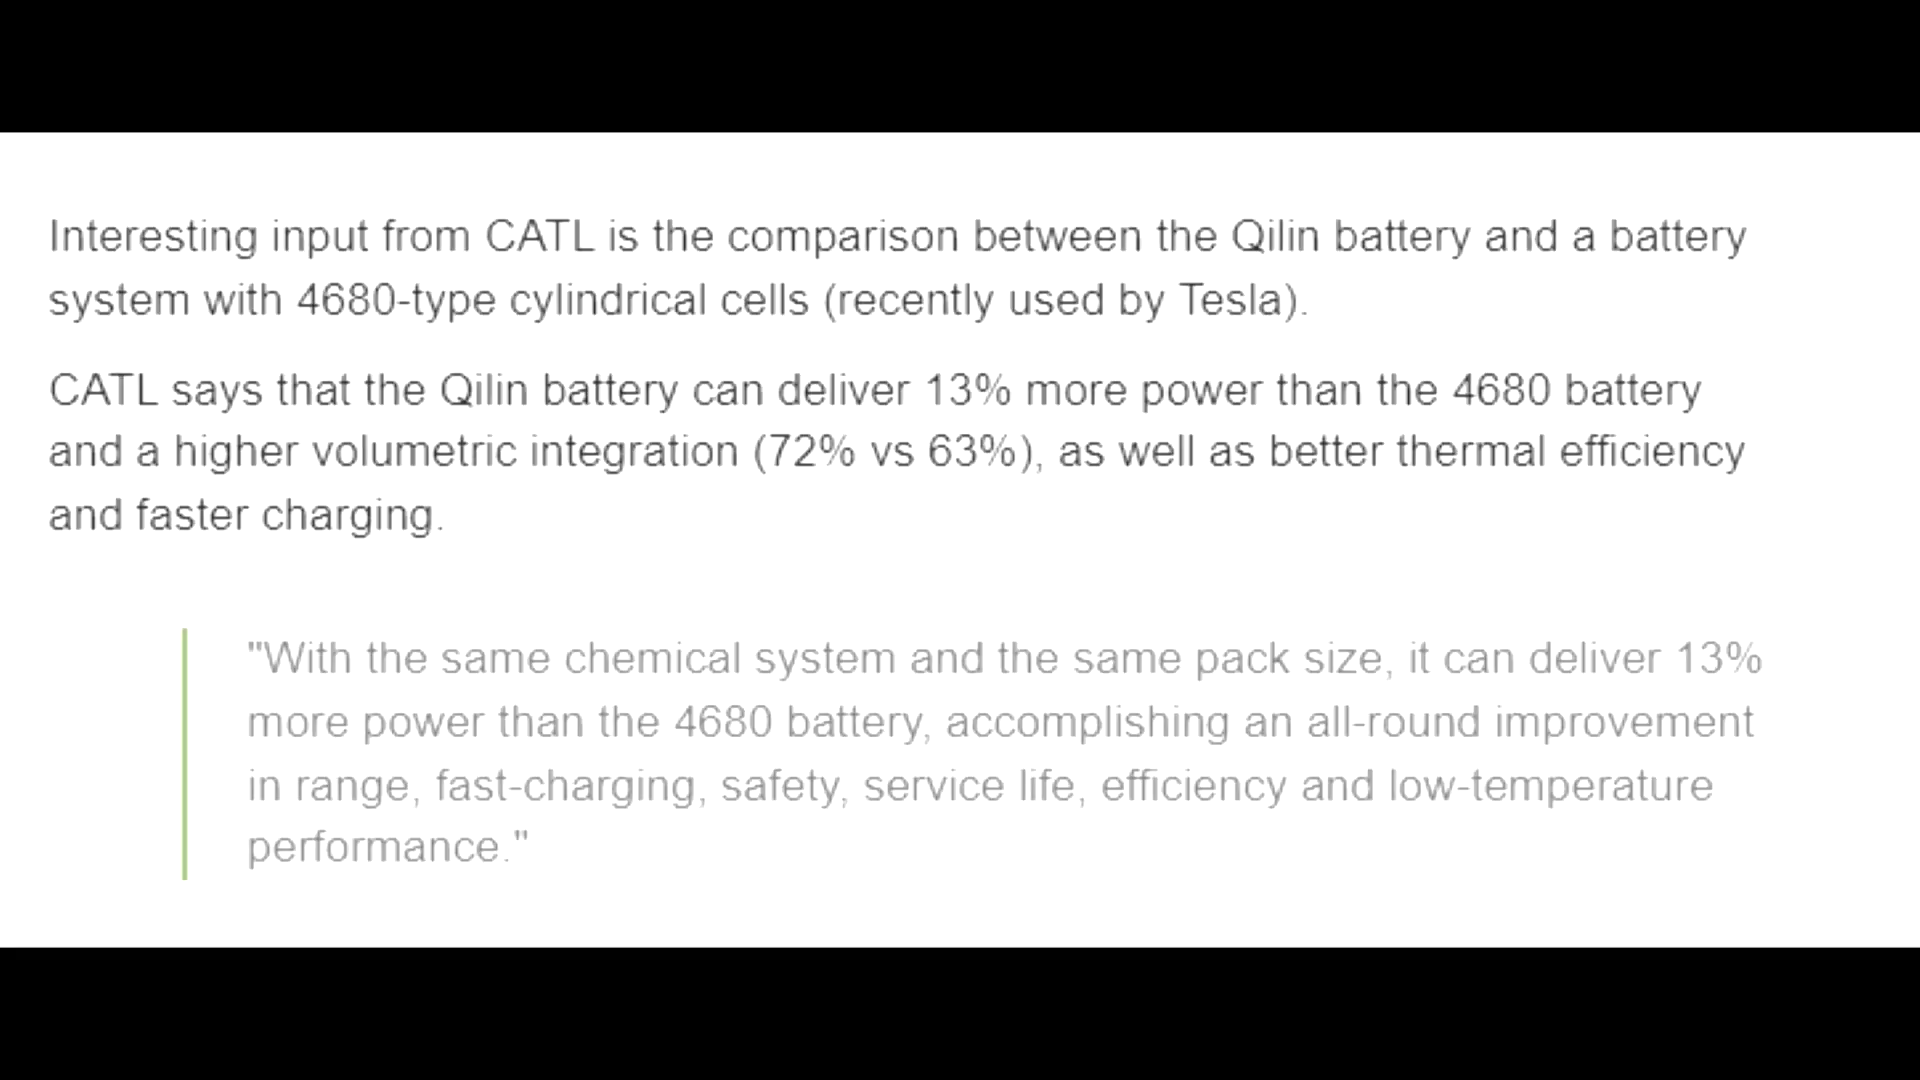 Interesting input from CATL is the comparison between the Qilin battery and a battery
system with 4680-type cylindrical cells (recently used by Tesla).
CATL says that the Qilin battery can deliver 13% more power than the 4680 battery
and a higher volumetric integration (72% vs 63%), as well as better thermal efficiency
and faster charging.
"With the same chemical system and the same pack size, it can deliver 13%
more power than the 4680 battery, accomplishing an all-round improvement
in range, fast-charging, safety, service life, efficiency and low-temperature
performance."